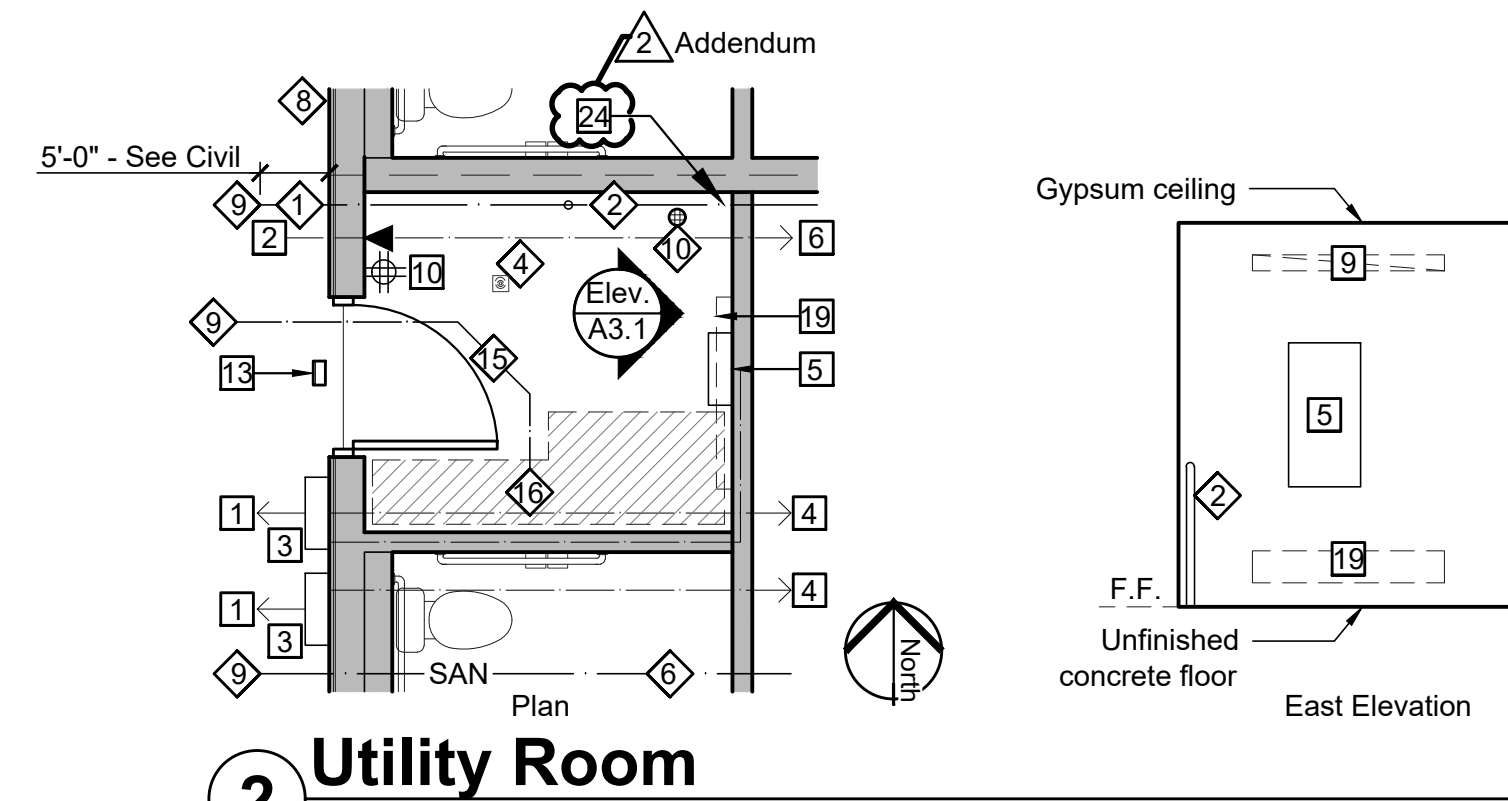 2 Addendum
8
24
5'-0" - See Civil
Gypsum ceiling
9 1 2
2 6
10 10
4
9
Elev.
A3.1
9
19
15
13
5
5
16
2
1 4
3
19
4
F.F.
1
3
Unfinished
concrete floor
North
9 SAN 6
Plan
East Elevation
2 Utility Room